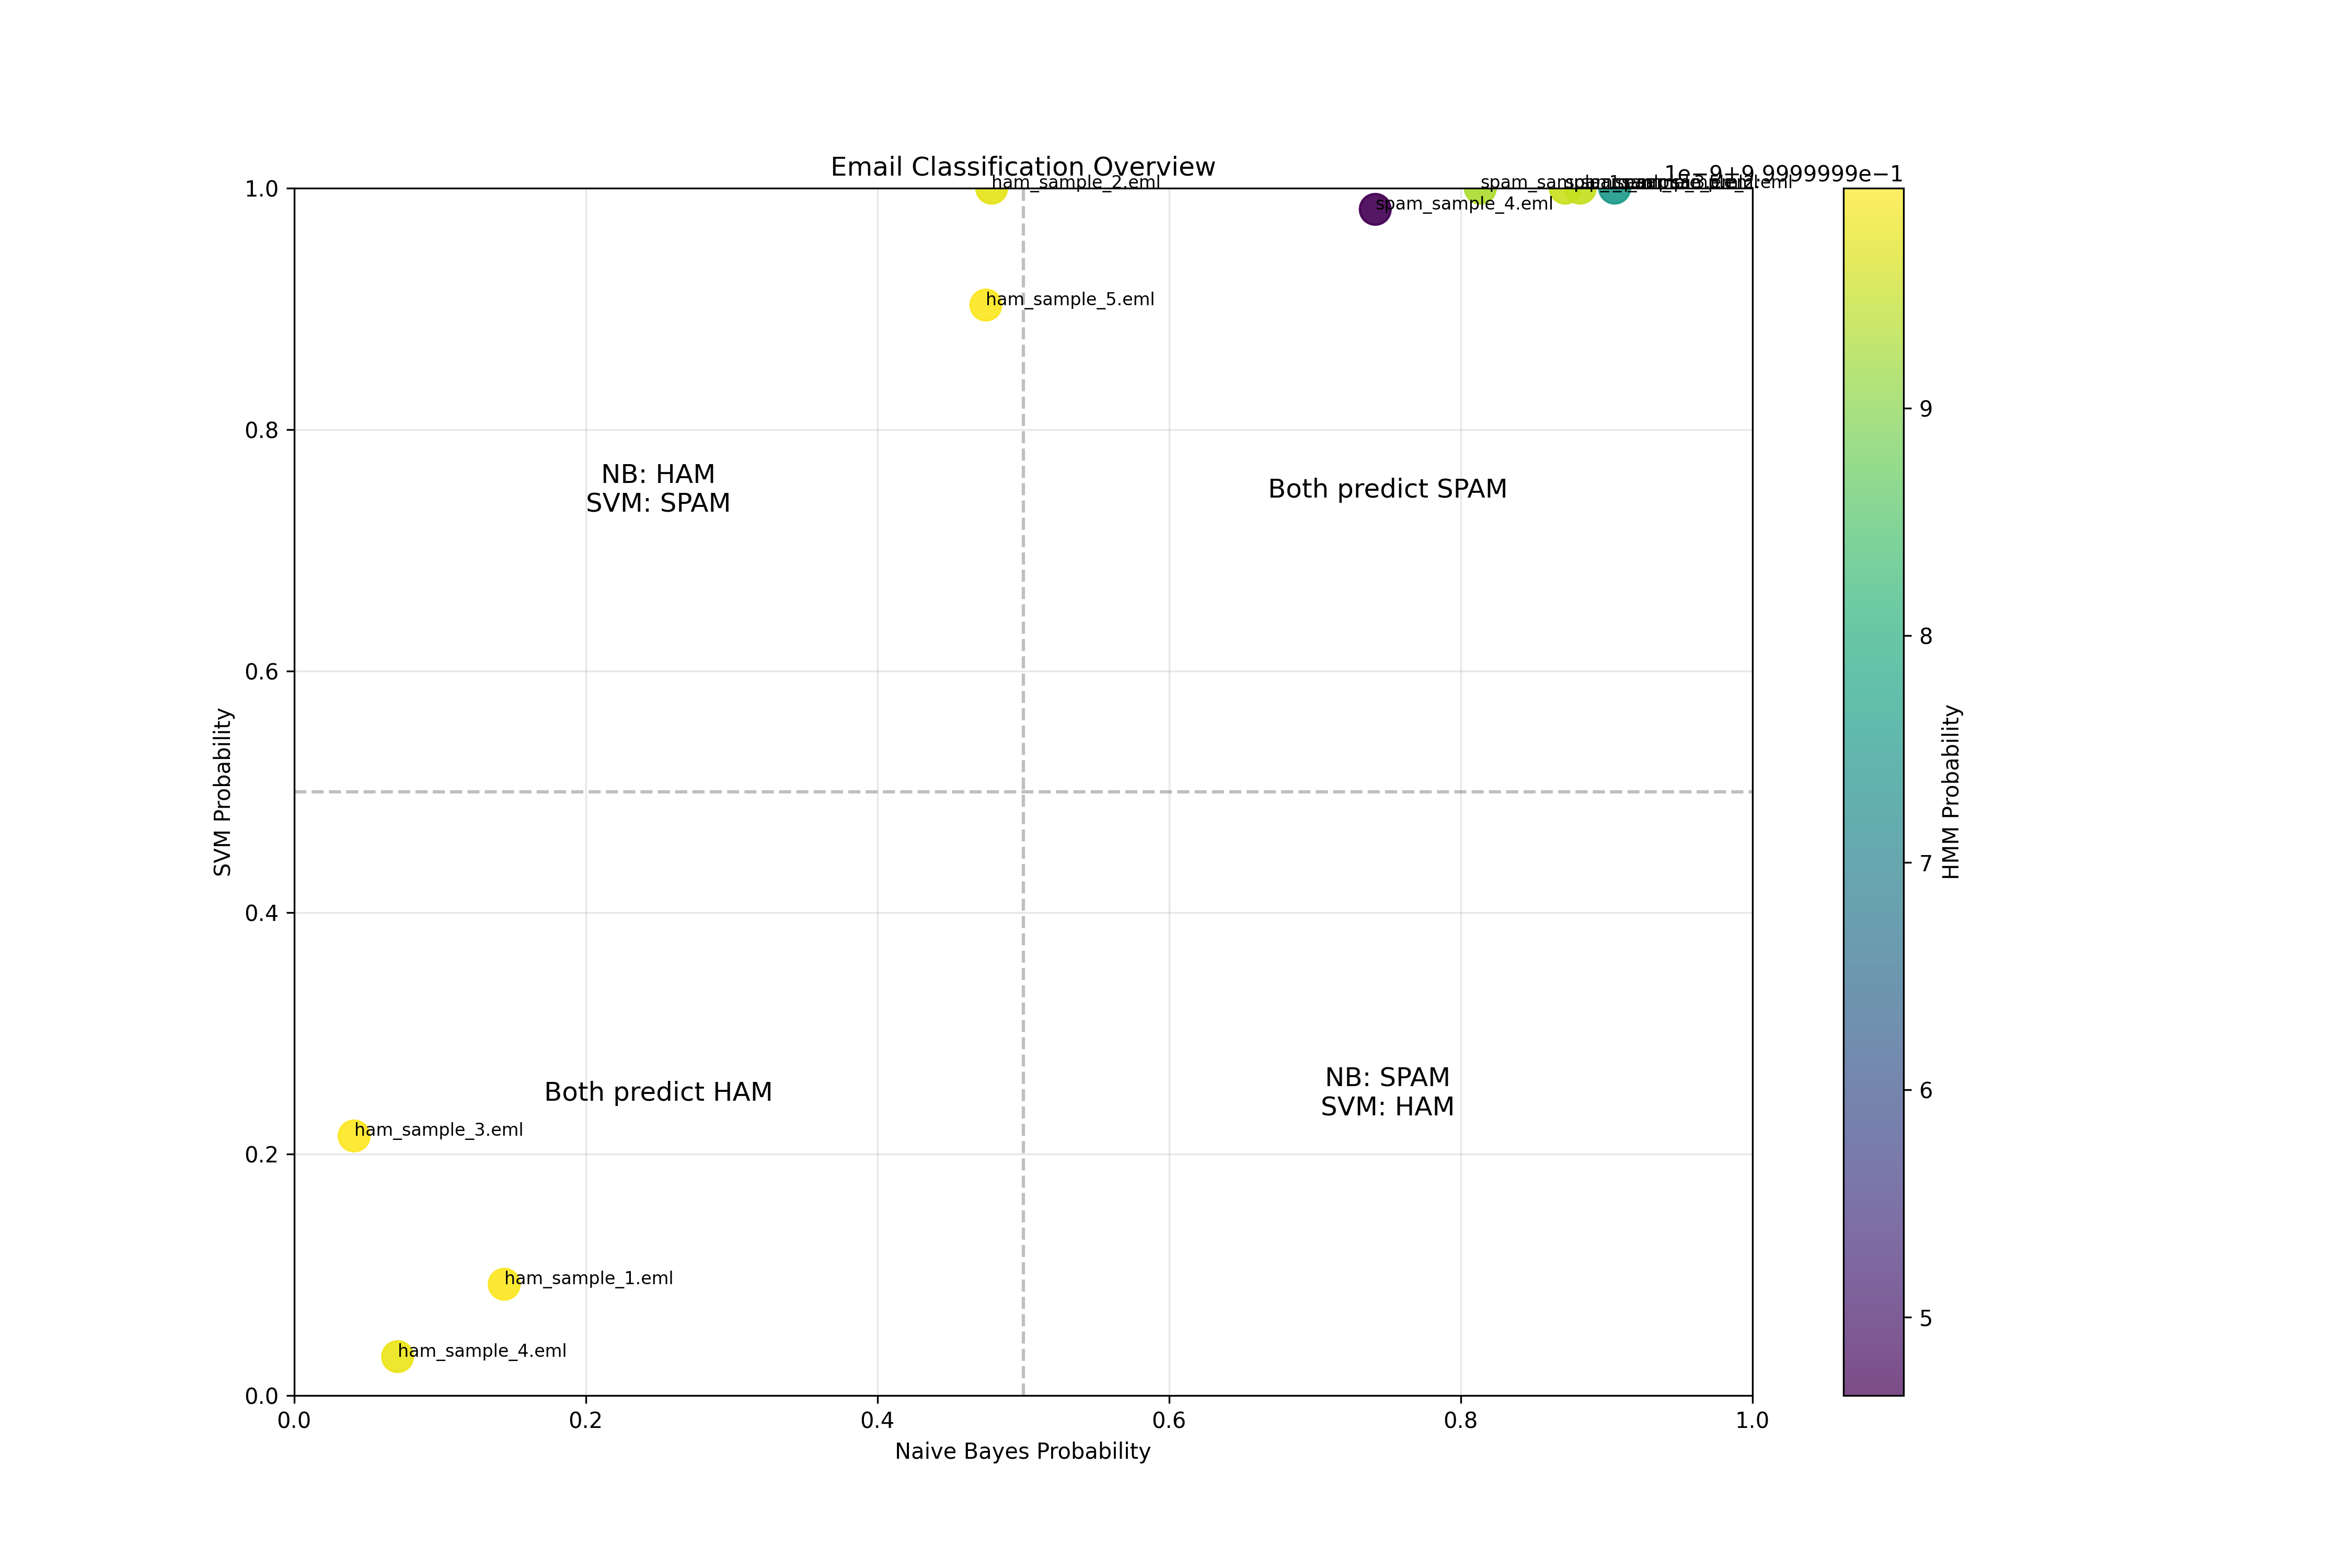 Email Classification Overview
1e−9+9.9999999e−1
1.0
0.8
0.6
0.4
0.2
0.0
SVM Probability
ham_sample_2.eml
spam_sample_4.eml
ham_sample_5.eml
NB: HAM
SVM: SPAM
Both predict SPAM
Both predict HAM
NB: SPAM
SVM: HAM
ham_sample_3.eml
ham_sample_1.eml
ham_sample_4.eml
0.0
0.2
0.4
0.6
0.8
1.0
Naive Bayes Probability
9
8
7
6
5
HMM Probability